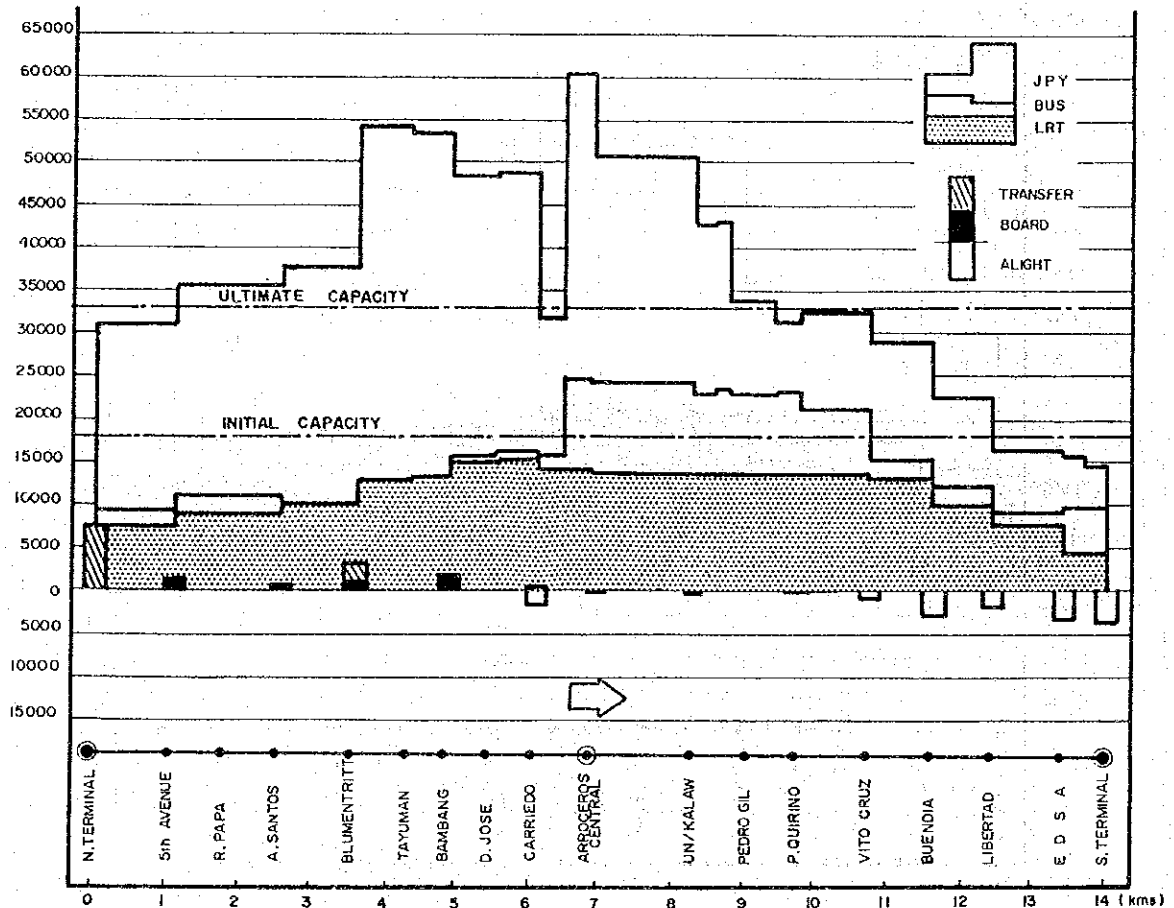 65000
60000
55000
50000
45000
40000
35000
30000
25000
20000
15000
10000
5000
0
5000
10000
15000
JPY
BUS
LRT
TRANSFER
BOARD
ALIGHT
ULTIMATE CAPACITY
INITIAL CAPACITY
N.TERMINAL
5th AVENUE
R. PAPA
A. SANTOS
BLUMENTRITT
TAYUMAN
BAMBANG
D. JOSE
CARRIEDO
ARROCEROS
CENTRAL
UN/KALAW
PEDRO GIL
P. QUIRINO
VITO CRUZ
BUENDIA
LIBERTAD
E D S A
S. TERMINAL
0 1 2 3 4 5 6 7 8 9 10 11 12 13 14 (kms)